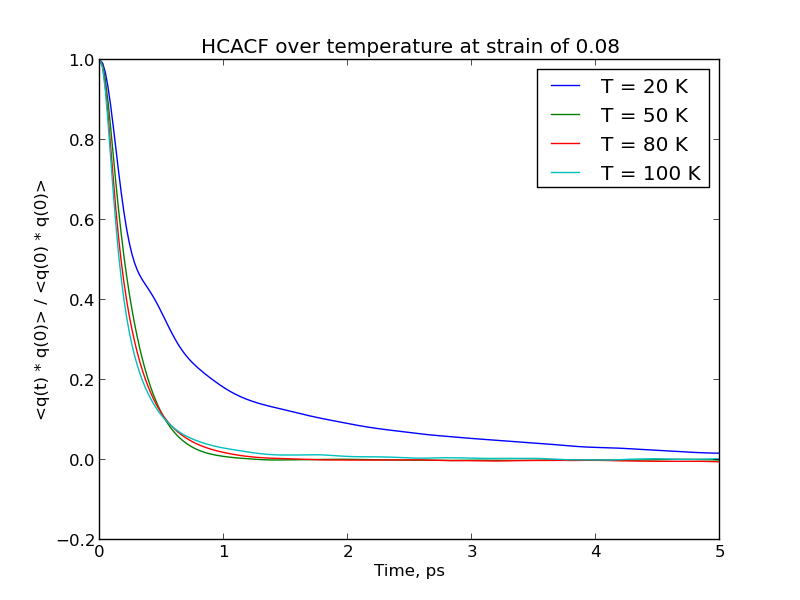 HCACF over temperature at strain of 0.08
1.0
0.8
0.6
0.4
0.2
0.0
−0.2
<q(t) * q(0)> / <q(0) * q(0)>
T = 20 K
T = 50 K
T = 80 K
T = 100 K
0 1 2 3 4 5
Time, ps